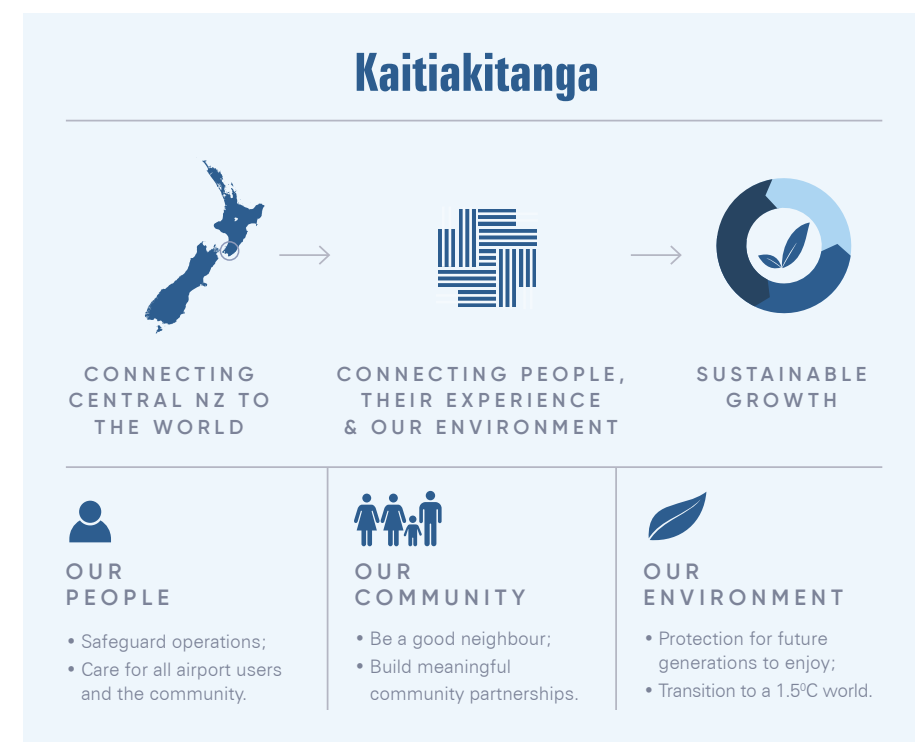 Kaitiakitanga
CONNECTING
CENTRAL NZ TO
THE WORLD
CONNECTING PEOPLE,
THEIR EXPERIENCE
& OUR ENVIRONMENT
SUSTAINABLE
GROWTH
OUR
PEOPLE
• Safeguard operations;
• Care for all airport users
and the community.
OUR
COMMUNITY
• Be a good neighbour;
• Build meaningful
community partnerships.
OUR
ENVIRONMENT
• Protection for future
generations to enjoy;
• Transition to a 1.5⁰C world.